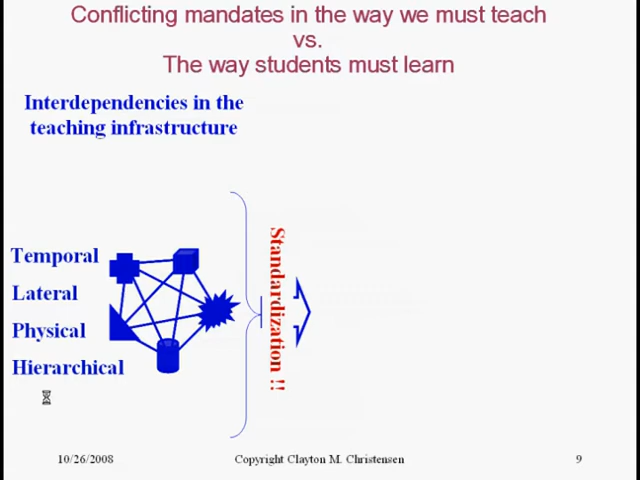 Conflicting mandates in the way we must teach
vs.
The way students must learn
Interdependencies in the
teaching infrastructure
Temporal
Lateral
Physical
Hierarchical
Standardization !!
10/26/2008
Copyright Clayton M. Christensen
9